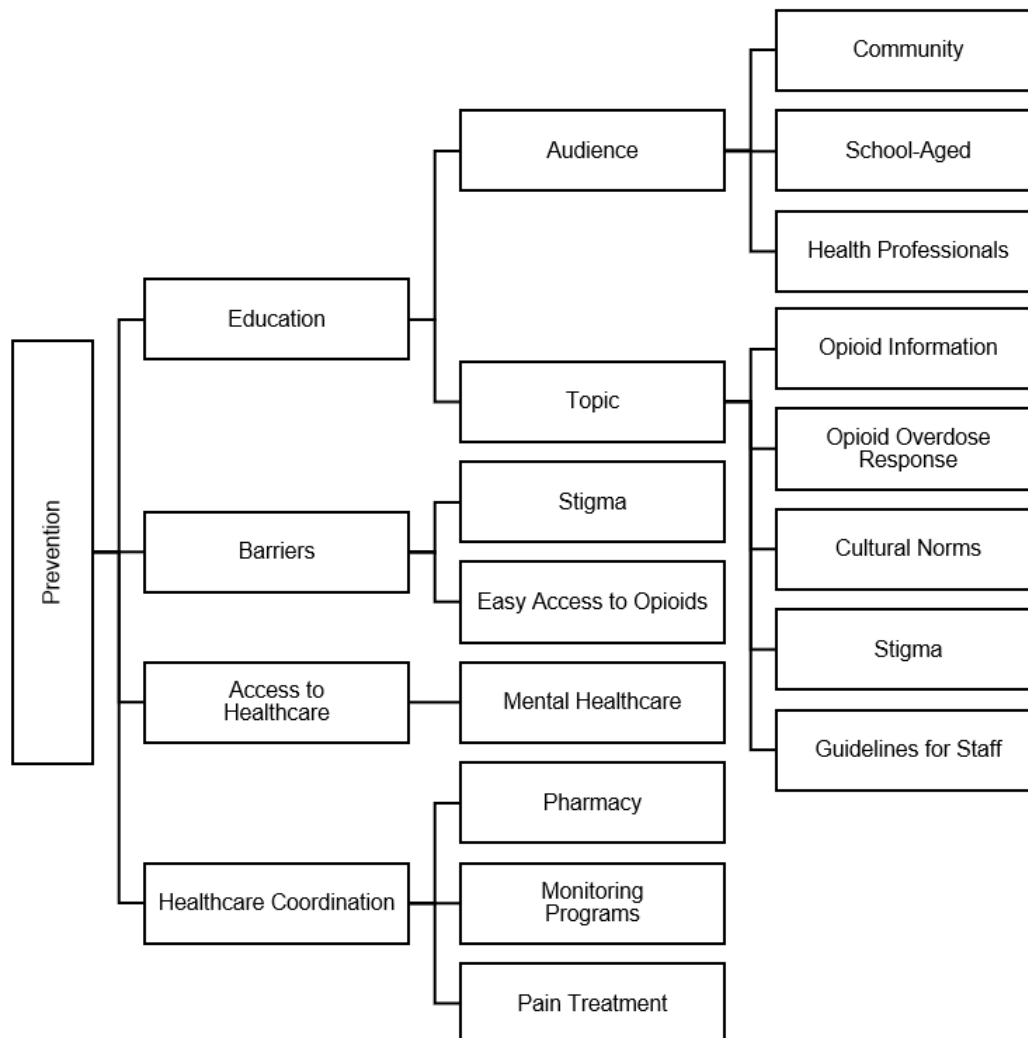 Prevention
Education
Audience
Community
School-Aged
Health Professionals
Topic
Opioid Information
Opioid Overdose
Response
Cultural Norms
Stigma
Guidelines for Staff
Barriers
Stigma
Easy Access to Opioids
Access to
Healthcare
Mental Healthcare
Healthcare Coordination
Pharmacy
Monitoring
Programs
Pain Treatment